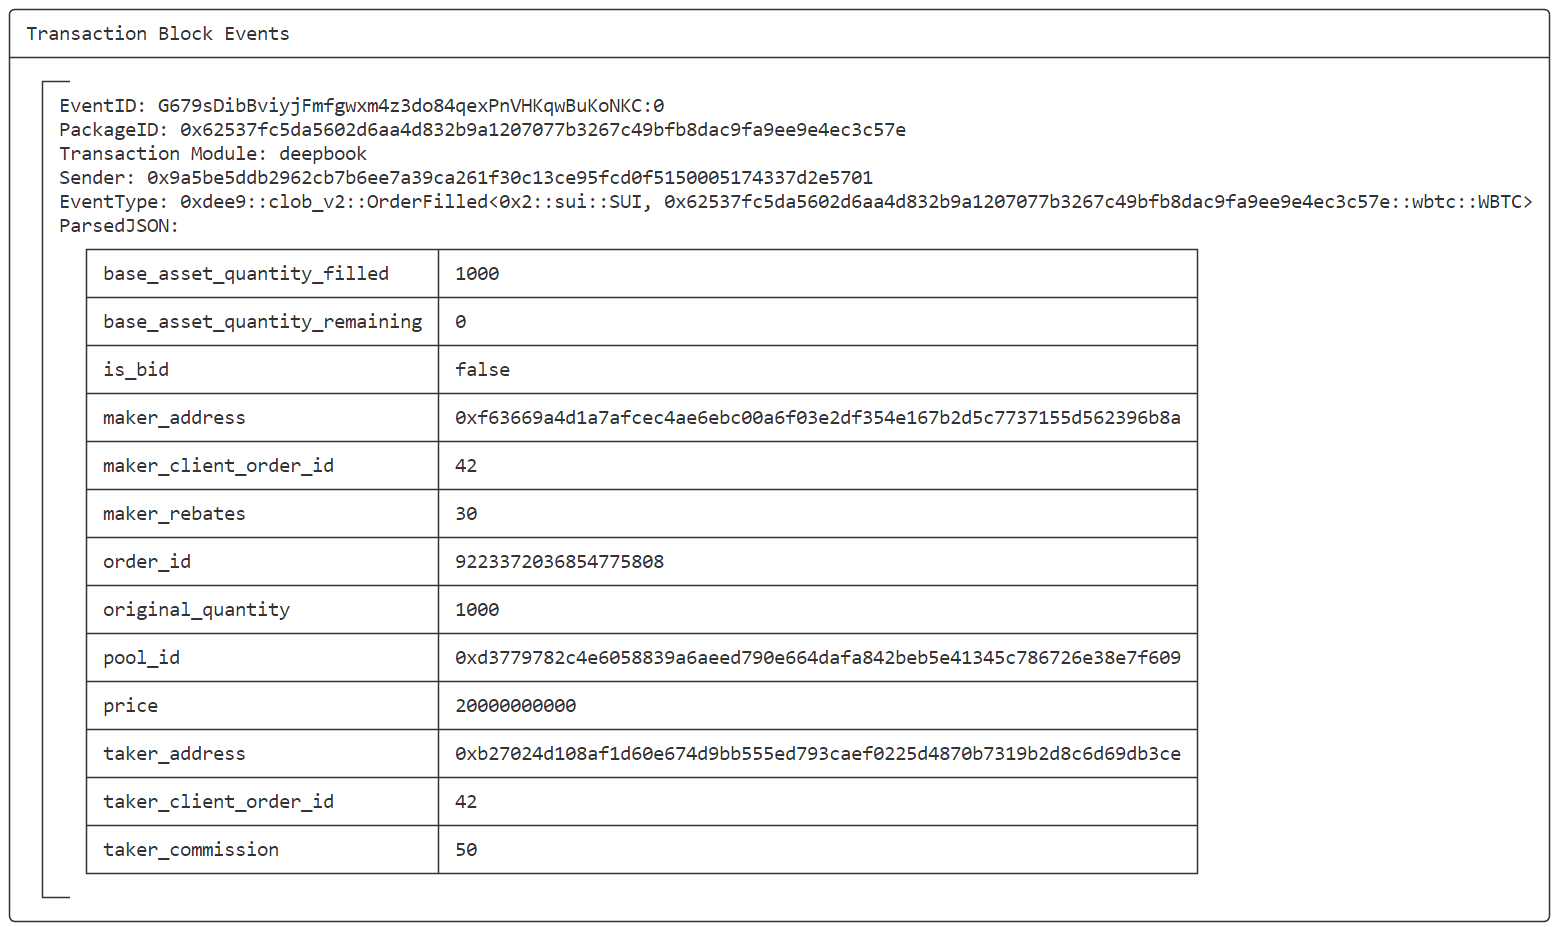 Transaction Block Events
EventID: G679sDibBviyjFmfgwxm4z3do84qexPnVHKqwBuKoNKC:0
PackageID: 0x62537fc5da5602d6aa4d832b9a1207077b3267c49bfb8dac9fa9ee9e4ec3c57e
Transaction Module: deepbook
Sender: 0x9a5be5ddb2962cb7b6ee7a39ca261f30c13ce95fcd0f5150005174337d2e5701
EventType: 0xdee9::clob_v2::OrderFilled<0x2::sui::SUI, 0x62537fc5da5602d6aa4d832b9a1207077b3267c49bfb8dac9fa9ee9e4ec3c57e::wbtc::WBTC>
ParsedJSON:
base_asset_quantity_filled 1000
base_asset_quantity_remaining 0
is_bid false
maker_address 0xf63669a4d1a7afcec4ae6ebc00a6f03e2df354e167b2d5c7737155d562396b8a
maker_client_order_id 42
maker_rebates 30
order_id 9223372036854775808
original_quantity 1000
pool_id 0xd3779782c4e6058839a6aeed790e664dafa842beb5e41345c786726e38e7f609
price 20000000000
taker_address 0xb27024d108af1d60e674d9bb555ed793caef0225d4870b7319b2d8c6d69db3ce
taker_client_order_id 42
taker_commission 50